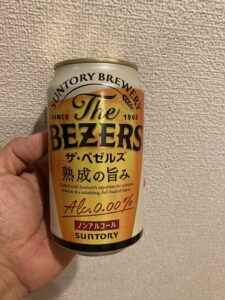 SUNTORY BREWERY
The
SINCE 1963
BEZERS
ザ・ベゼルズ
熟成の旨み
Alc.0.00%
ノンアルコール
SUNTORY